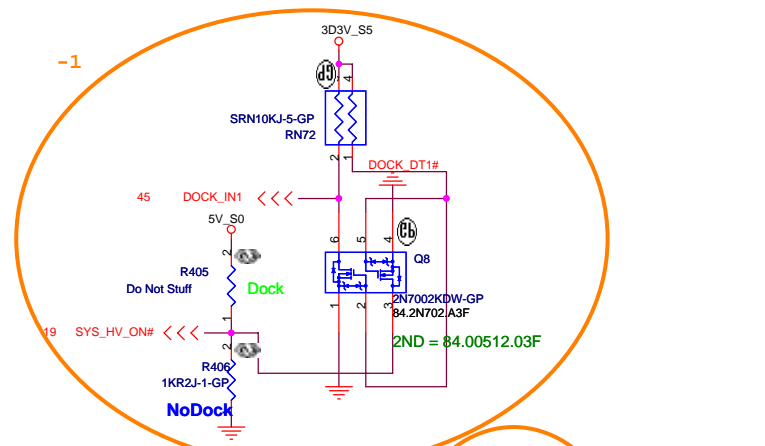 3D3V_S5
-1
GP
4
SRN10KJ-5-GP
RN72
2
1
DOCK_DT1#
45
DOCK_IN1
5V_S0
6
5
4
2
Q8
R405
Do Not Stuff
Dock
1
2
3
2N7002KDW-GP
84.2N702.A3F
1
19
SYS_HV_ON#
2ND = 84.00512.03F
2
R406
1KR2J-1-GP
NoDock